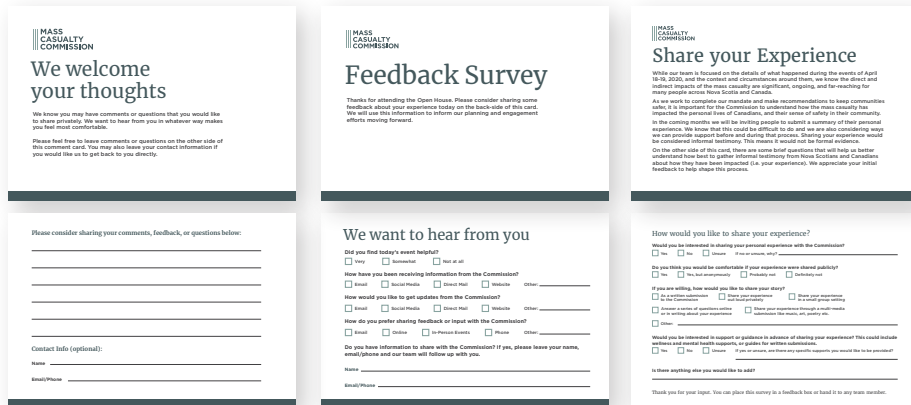 MASS
CASUALTY
COMMISSION
We welcome
your thoughts
We know you may have comments or questions that you would like
to share privately. We want to hear from you in whatever way makes
you feel most comfortable.
Please feel free to leave comments or questions on the other side of
this comment card. You may also leave your contact information if
you would like us to get back to you directly.
MASS
CASUALTY
COMMISSION
Feedback Survey
Thanks for attending the Open House. Please consider sharing some
feedback about your experience today on the back-side of this card.
We will use this information to inform our planning and engagement
efforts moving forward.
MASS
CASUALTY
COMMISSION
Share your Experience
While our team is focused on the details of what happened during the events of April
18-19, 2020, and the context and circumstances around them, we know the direct and
indirect impacts of the mass casualty are significant, ongoing, and far-reaching for
many people across Nova Scotia and Canada.
As we work to complete our mandate and make recommendations to keep communities
safer, it is important for the Commission to understand how the mass casualty has
impacted the personal lives of Canadians, and their sense of safety in their community.
In the coming months we will be inviting people to submit a summary of their personal
experience. We know that this could be difficult to do and we are also considering ways
we can provide support before and during that process. Sharing your experience would
be considered informal testimony. This means it would not be formal evidence.
On the other side of this card, there are some brief questions that will help us better
understand how best to gather informal testimony from Nova Scotians and Canadians
about how they have been impacted (i.e. your experience). We appreciate your initial
feedback to help shape this process.
Please consider sharing your comments, feedback, or questions below:
Contact Info (optional):
Name
Email/Phone
We want to hear from you
Did you find today's event helpful?
Very Somewhat Not at all
How have you been receiving information from the Commission?
Email Social Media Direct Mail Website Other:
How would you like to get updates from the Commission?
Email Social Media Direct Mail Website Other:
How do you prefer sharing feedback or input with the Commission?
Email Online In-Person Events Phone Other:
Do you have information to share with the Commission? If yes, please leave your name,
email/phone and our team will follow up with you.
Name
Email/Phone
How would you like to share your experience?
Would you be interested in sharing your personal experience with the Commission?
Yes No Unsure If no or unsure, why?
Do you think you would be comfortable if your experience were shared publicly?
Yes Yes, but anonymously Probably not Definitely not
If you are willing, how would you like to share your story?
As a written submission to the Commission Share your experience out loud privately Share your experience in a small group setting
Answer a series of questions online or in writing about your experience Share your experience through a multi-media submission like music, art, poetry etc.
Other:
Would you be interested in support or guidance in advance of sharing your experience? This could include
wellness and mental health supports, or guides for written submissions.
Yes No Unsure If yes or unsure, are there any specific supports you would like to be provided?
Is there anything else you would like to add?
Thank you for your input. You can place this survey in a feedback box or hand it to any team member.